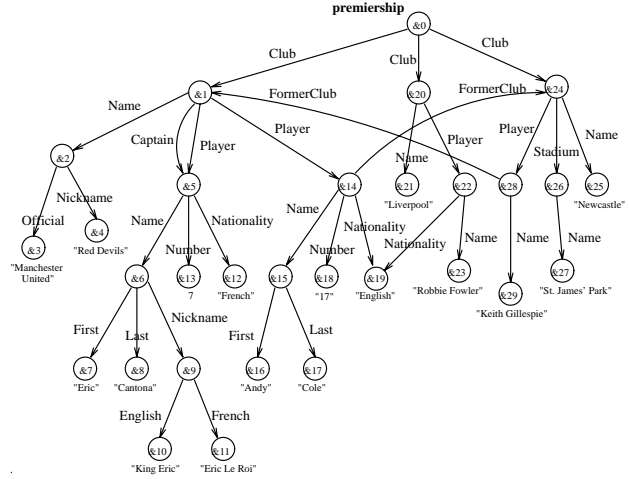 premiership
&0
Club
Club
Club
&1
FormerClub
&20
FormerClub
&24
Name
Captain
Player
Player
Player
Player
Stadium
Name
&2
&5
&14
Name
&21
&22
&28
&26
&25
"Liverpool"
"Newcastle"
Official
Nickname
Name
Nationality
Name
Nationality
&3
&4
"Manchester
United"
"Red Devils"
Number
Number
Nationality
Name
Name
Name
&6
&13
&12
&15
&18
&19
&23
&29
&27
7
"French"
"17"
"English"
"Robbie Fowler"
"Keith Gillespie"
"St. James' Park"
First
Last
Nickname
First
Last
&7
&8
&9
&16
&17
"Eric"
"Cantona"
"Andy"
"Cole"
English
French
&10
&11
"King Eric"
"Eric Le Roi"